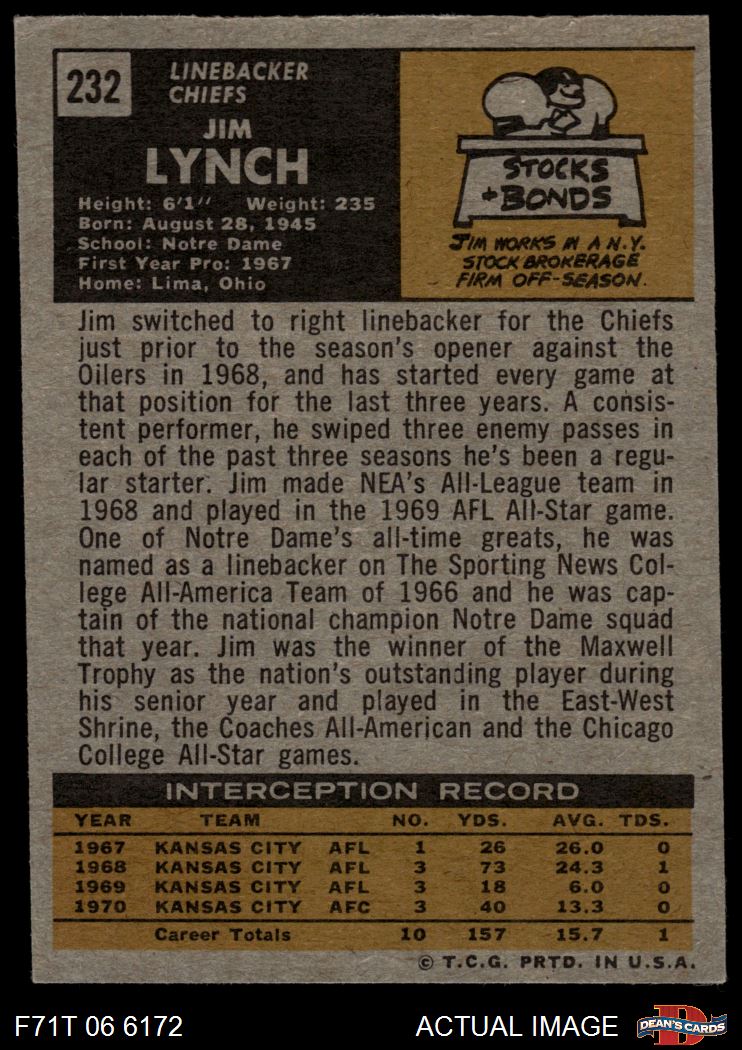 232
LINEBACKER
CHIEFS
JIM
LYNCH
Height: 6'1" Weight: 235
Born: August 28, 1945
School: Notre Dame
First Year Pro: 1967
Home: Lima, Ohio
STOCKS
+ BONDS
JIM WORKS IN A N.Y.
STOCK BROKERAGE
FIRM OFF-SEASON.
Jim switched to right linebacker for the Chiefs
just prior to the season's opener against the
Oilers in 1968, and has started every game at
that position for the last three years. A consis-
tent performer, he swiped three enemy passes in
each of the past three seasons he's been a regu-
lar starter. Jim made NEA's All-League team in
1968 and played in the 1969 AFL All-Star game.
One of Notre Dame's all-time greats, he was
named as a linebacker on The Sporting News Col-
lege All-America Team of 1966 and he was cap-
tain of the national champion Notre Dame squad
that year. Jim was the winner of the Maxwell
Trophy as the nation's outstanding player during
his senior year and played in the East-West
Shrine, the Coaches All-American and the Chicago
College All-Star games.
INTERCEPTION RECORD
YEAR TEAM NO. YDS. AVG. TDS.
1967 KANSAS CITY AFL 1 26 26.0 0
1968 KANSAS CITY AFL 3 73 24.3 1
1969 KANSAS CITY AFL 3 18 6.0 0
1970 KANSAS CITY AFC 3 40 13.3 0
Career Totals 10 157 15.7 1
© T.C.G. PRTD. IN U.S.A.
F71T 06 6172
ACTUAL IMAGE
D
DEAN'S CARDS